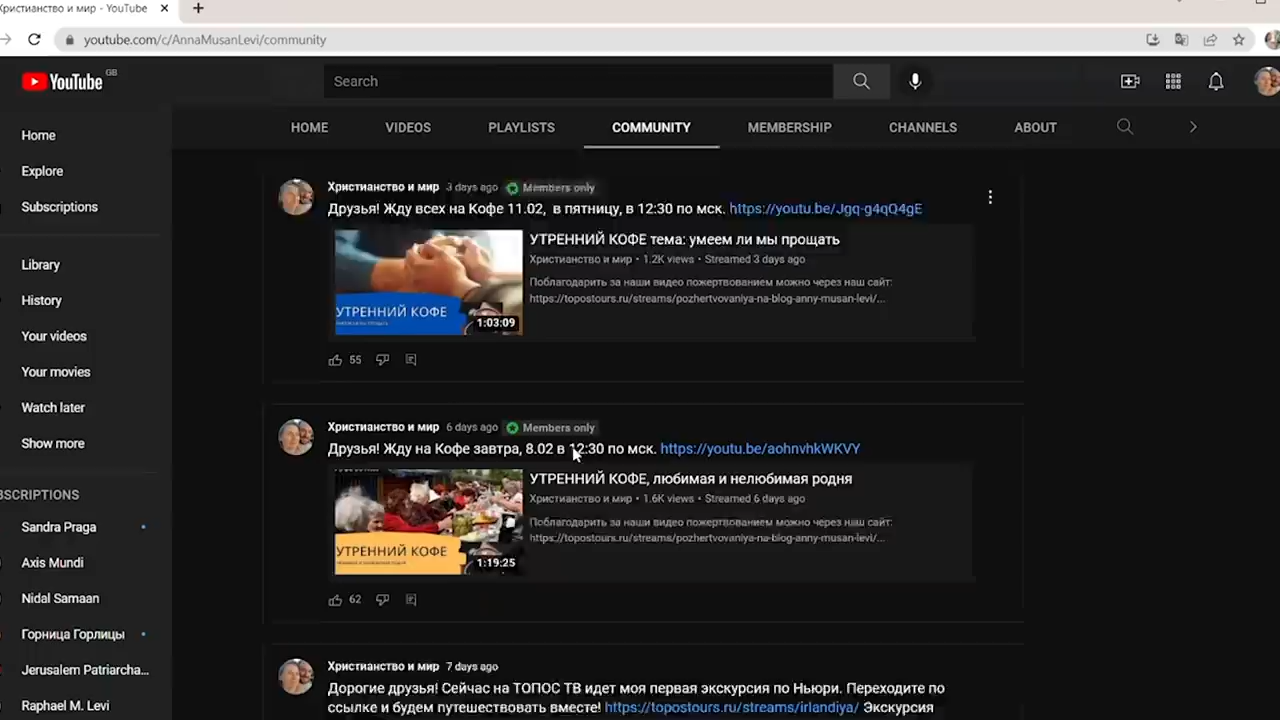 Христианство и мир - YouTube
youtube.com/c/AnnaMusanLevi/community
YouTube GB
Search
HOME VIDEOS PLAYLISTS COMMUNITY MEMBERSHIP CHANNELS ABOUT
Home
Explore
Subscriptions
Library
History
Your videos
Your movies
Watch later
Show more
BSCRIPTIONS
Sandra Praga
Axis Mundi
Nidal Samaan
Горница Горлицы
Jerusalem Patriarcha...
Raphael M. Levi
Христианство и мир 3 days ago Members only
Друзья! Жду всех на Кофе 11.02, в пятницу, в 12:30 по мск. https://youtu.be/Jgq-g4qQ4gE
УТРЕННИЙ КОФЕ тема: умеем ли мы прощать
Христианство и мир • 1.2K views • Streamed 3 days ago
Поблагодарить за наши видео пожертвованием можно через наш сайт:
https://topostours.ru/streams/pozhertvovaniya-na-blog-anny-musan-levi/...
УТРЕННИЙ КОФЕ
1:03:09
55
Христианство и мир 6 days ago Members only
Друзья! Жду на Кофе завтра, 8.02 в 12:30 по мск. https://youtu.be/aohnvhkWKVY
УТРЕННИЙ КОФЕ, любимая и нелюбимая родня
Христианство и мир • 1.6K views • Streamed 6 days ago
Поблагодарить за наши видео пожертвованием можно через наш сайт:
https://topostours.ru/streams/pozhertvovaniya-na-blog-anny-musan-levi/...
УТРЕННИЙ КОФЕ
1:19:25
62
Христианство и мир 7 days ago
Дорогие друзья! Сейчас на ТОПОС ТВ идет моя первая экскурсия по Ньюри. Переходите по
ссылке и будем путешествовать вместе! https://topostours.ru/streams/irlandiya/ Экскурсия